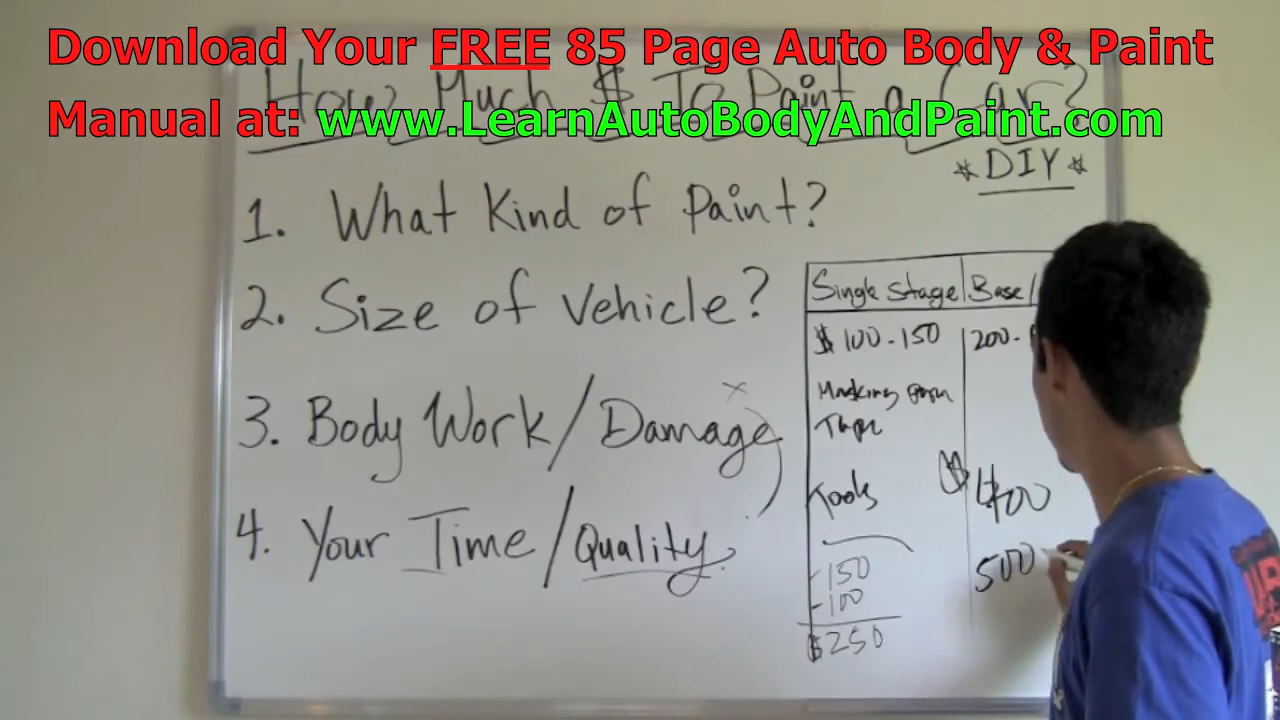 Download Your FREE 85 Page Auto Body & Paint
Manual at: www.LearnAutoBodyAndPaint.com
How Much $ To Paint a Car?
* DIY *
1. What Kind of Paint?
2. Size of Vehicle?
3. Body Work/Damage
4. Your Time/Quality
Single Stage Base/
$100-150 200-
Masking
Tape
Tools
$400
500
-150
-100
$250